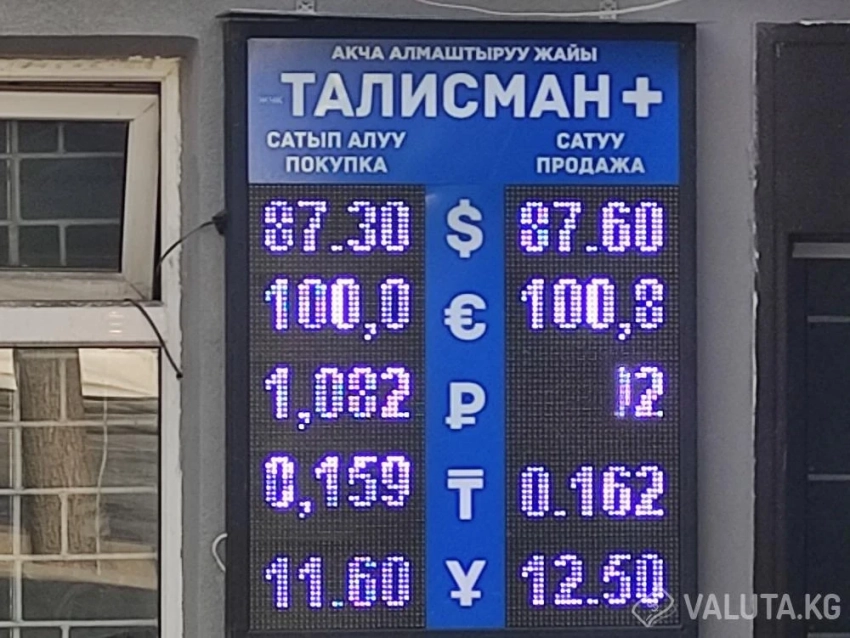 АКЧА АЛМАШТЫРУУ ЖАЙЫ
ТАЛИСМАН+
САТЫП АЛУУ САТУУ
ПОКУПКА ПРОДАЖА
87.30 $ 87.60
100,0 € 100,8
1,082 ₽
0,159 ₸ 0.162
11.60 ¥ 12.50
VALUTA.KG